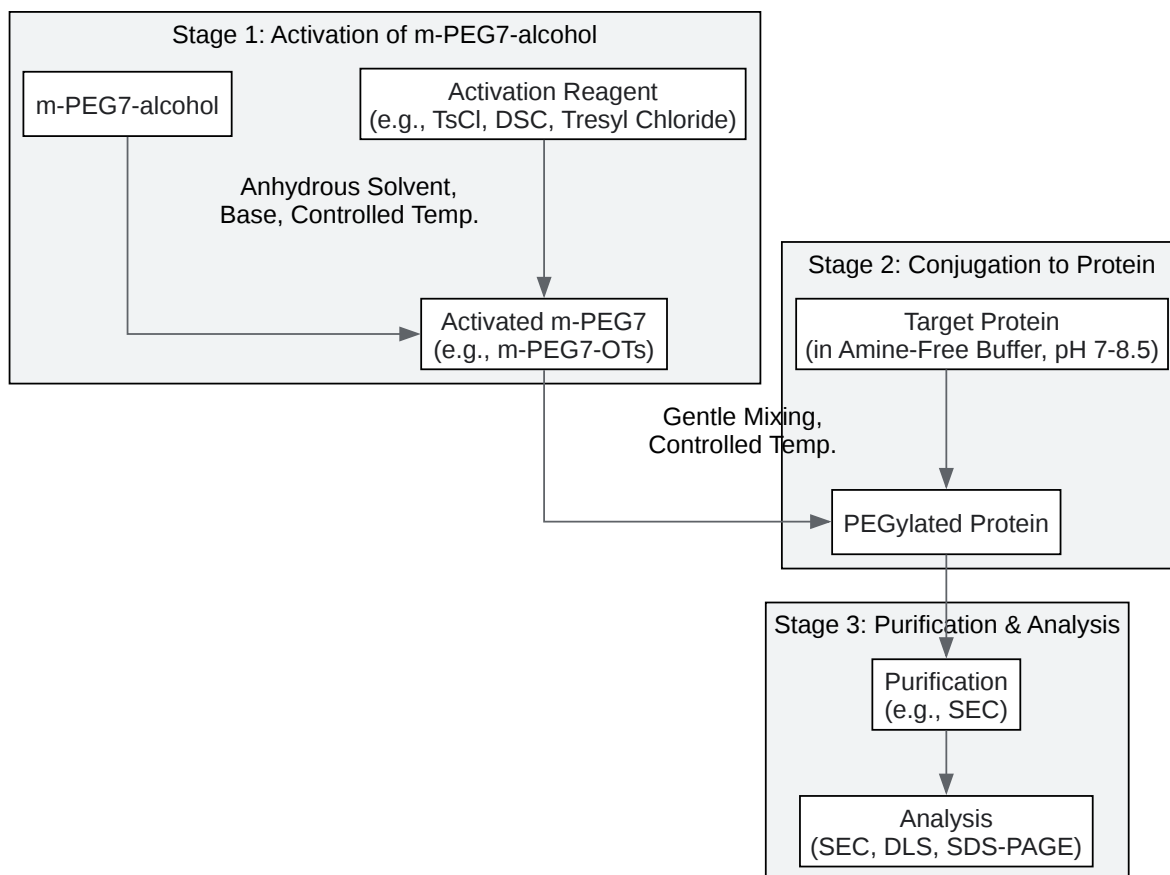 Stage 1: Activation of m-PEG7-alcohol
m-PEG7-alcohol
Activation Reagent
(e.g., TsCl, DSC, Tresyl Chloride)
Anhydrous Solvent,
Base, Controlled Temp.
Activated m-PEG7
(e.g., m-PEG7-OTs)
Stage 2: Conjugation to Protein
Target Protein
(in Amine-Free Buffer, pH 7-8.5)
Gentle Mixing,
Controlled Temp.
PEGylated Protein
Stage 3: Purification & Analysis
Purification
(e.g., SEC)
Analysis
(SEC, DLS, SDS-PAGE)